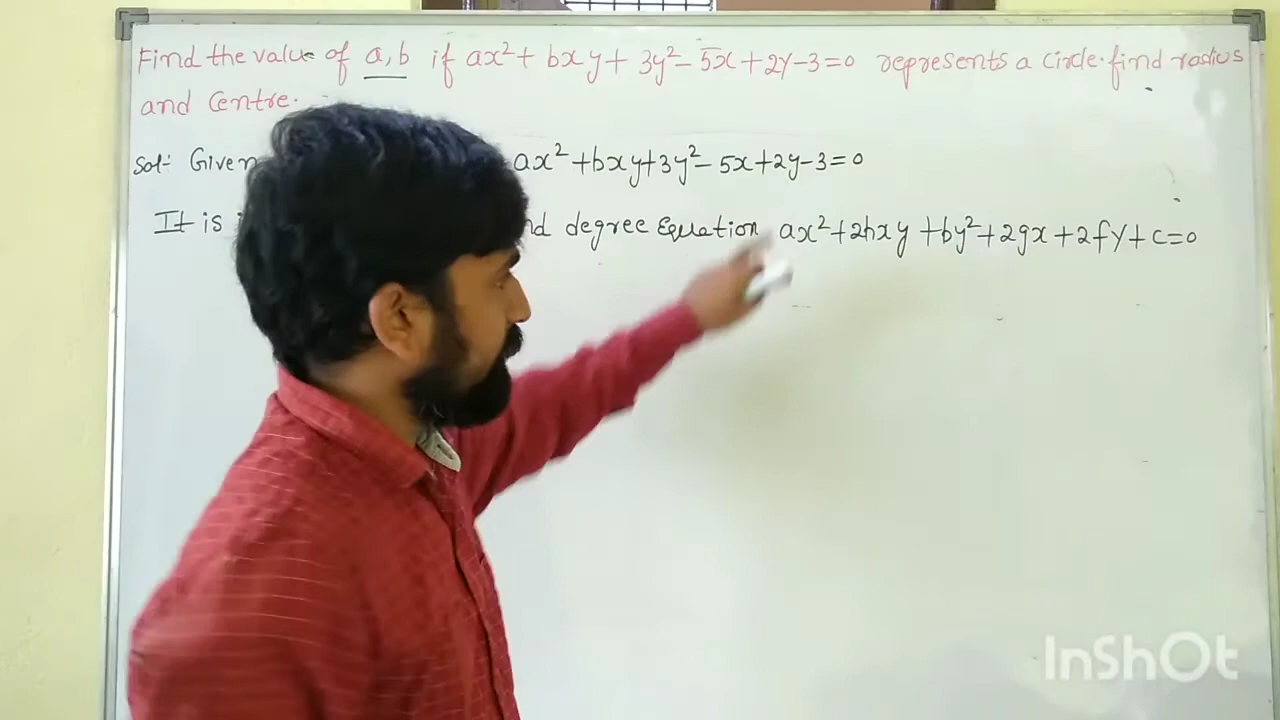 Find the value of a, b if ax² + bxy + 3y² - 5x + 2y - 3 = 0 represents a circle. find radius
and Centre.
Sol:- Given ax² + bxy + 3y² - 5x + 2y - 3 = 0
It is degree Equation ax² + 2hxy + by² + 2gx + 2fy + c = 0
InShOt